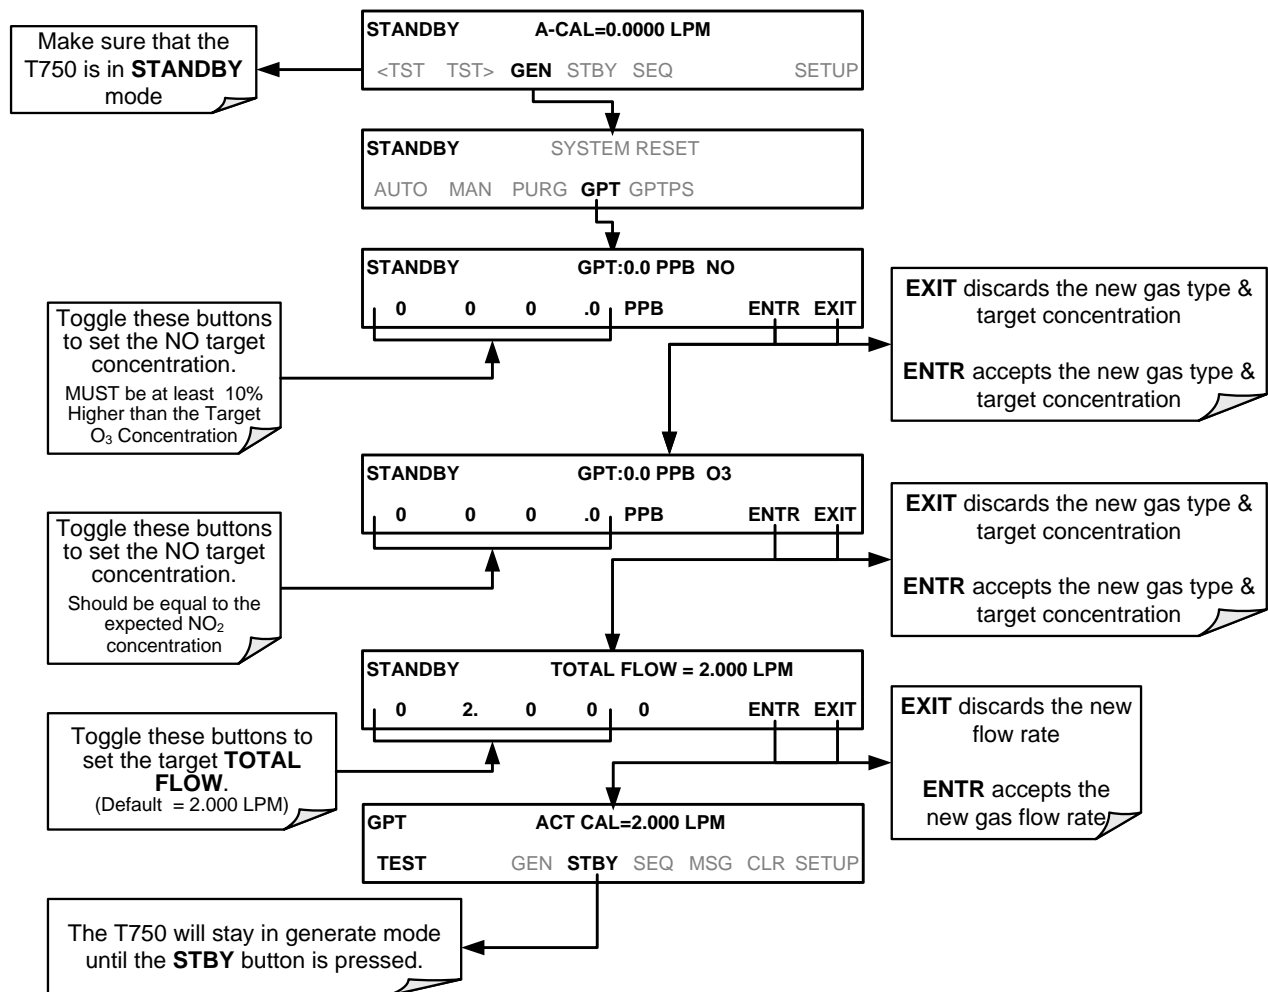 STANDBY A-CAL=0.0000 LPM
<TST TST> GEN STBY SEQ SETUP
Make sure that the
T750 is in STANDBY
mode
STANDBY SYSTEM RESET
AUTO MAN PURG GPT GPTPS
STANDBY GPT:0.0 PPB NO
0 0 0 .0 PPB ENTR EXIT
Toggle these buttons
to set the NO target
concentration.
MUST be at least 10%
Higher than the Target
O₃ Concentration
EXIT discards the new gas type &
target concentration
ENTR accepts the new gas type &
target concentration
STANDBY GPT:0.0 PPB O3
0 0 0 .0 PPB ENTR EXIT
Toggle these buttons
to set the NO target
concentration.
Should be equal to the
expected NO₂
concentration
EXIT discards the new gas type &
target concentration
ENTR accepts the new gas type &
target concentration
STANDBY TOTAL FLOW = 2.000 LPM
0 2. 0 0 0 ENTR EXIT
Toggle these buttons to
set the target TOTAL
FLOW.
(Default = 2.000 LPM)
EXIT discards the new
flow rate
ENTR accepts the
new gas flow rate
GPT ACT CAL=2.000 LPM
TEST GEN STBY SEQ MSG CLR SETUP
The T750 will stay in generate mode
until the STBY button is pressed.